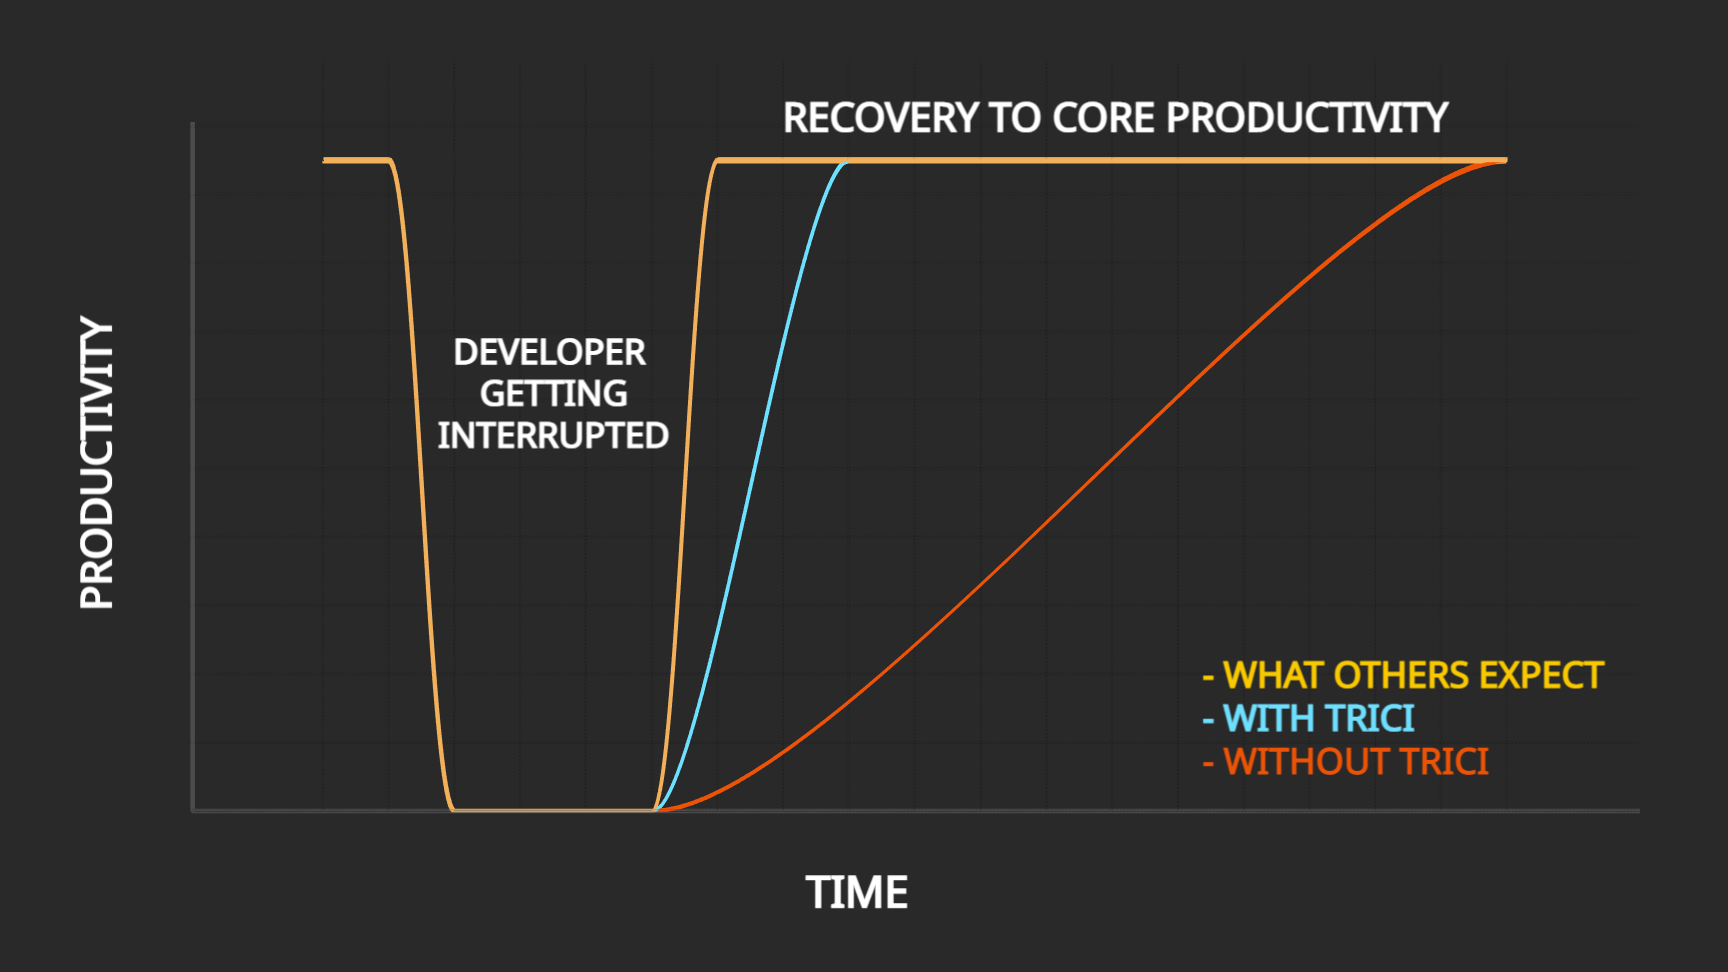 RECOVERY TO CORE PRODUCTIVITY
DEVELOPER
GETTING
INTERRUPTED
PRODUCTIVITY
- WHAT OTHERS EXPECT
- WITH TRICI
- WITHOUT TRICI
TIME